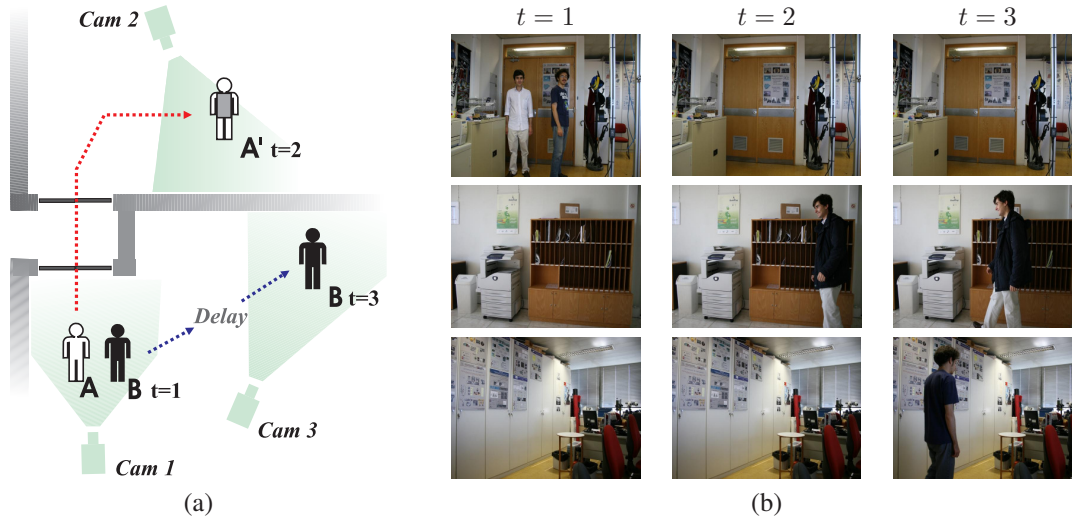 Cam 2
A' t=2
B t=3
Delay
A B t=1
Cam 3
Cam 1
(a)
t = 1 t = 2 t = 3
(b)